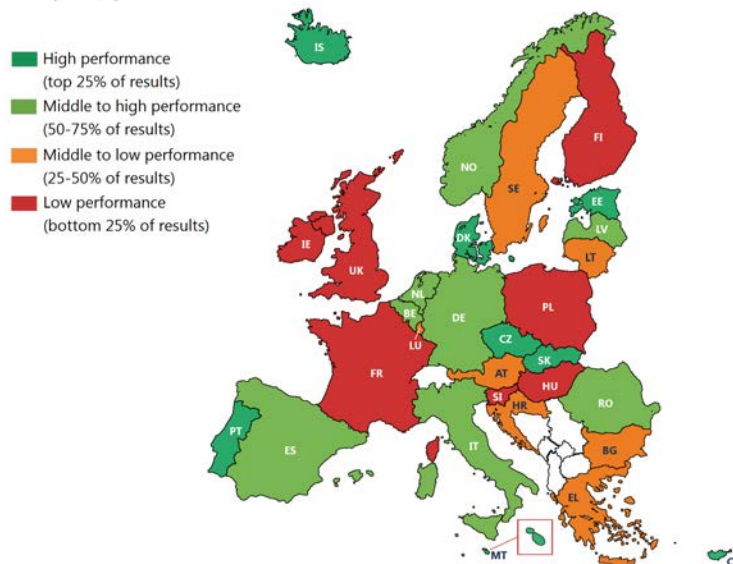 High performance
(top 25% of results)
Middle to high performance
(50-75% of results)
Middle to low performance
(25-50% of results)
Low performance
(bottom 25% of results)
IS
NO
FI
SE
EE
LV
LT
DK
IE
UK
NL
BE
LU
DE
PL
CZ
SK
AT
HU
FR
SI
HR
RO
IT
PT
ES
BG
EL
MT